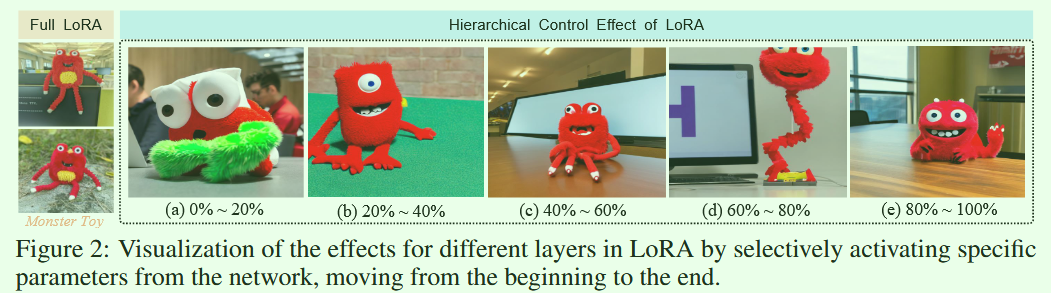 Full LoRA
Hierarchical Control Effect of LoRA
H
Monster Toy
(a) 0% ~ 20%
(b) 20% ~ 40%
(c) 40% ~ 60%
(d) 60% ~ 80%
(e) 80% ~ 100%
Figure 2: Visualization of the effects for different layers in LoRA by selectively activating specific
parameters from the network, moving from the beginning to the end.